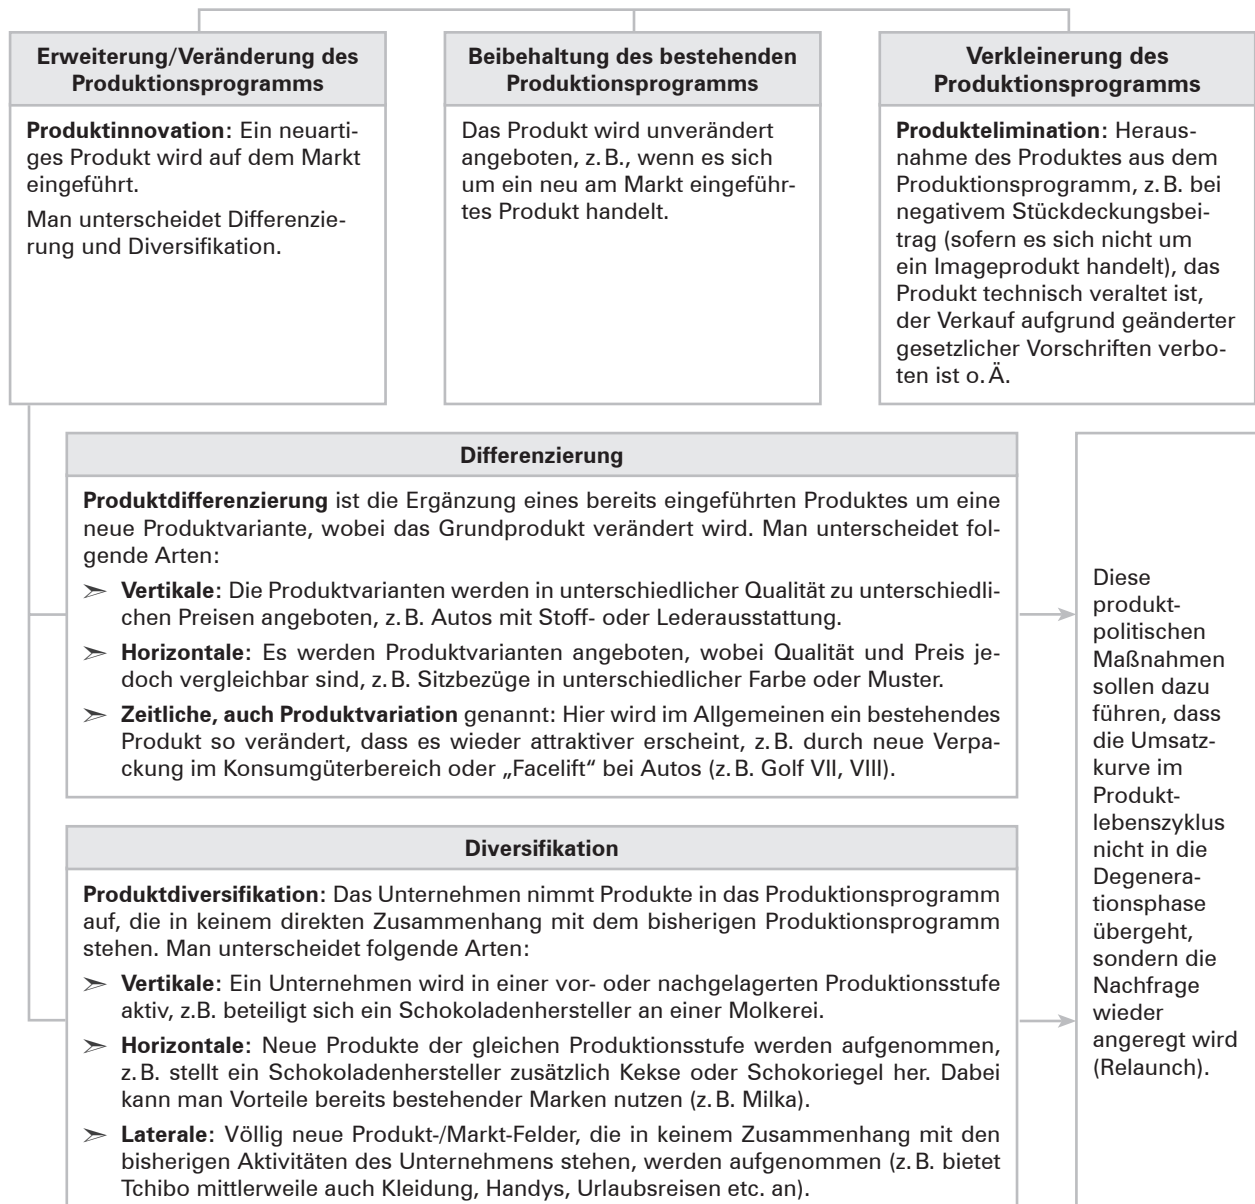 Erweiterung/Veränderung des
Produktionsprogramms
Produktinnovation: Ein neuarti-
ges Produkt wird auf dem Markt
eingeführt.
Man unterscheidet Differenzie-
rung und Diversifikation.
Beibehaltung des bestehenden
Produktionsprogramms
Das Produkt wird unverändert
angeboten, z.B., wenn es sich
um ein neu am Markt eingeführ-
tes Produkt handelt.
Verkleinerung des
Produktionsprogramms
Produktelimination: Heraus-
nahme des Produktes aus dem
Produktionsprogramm, z.B. bei
negativem Stückdeckungsbei-
trag (sofern es sich nicht um
ein Imageprodukt handelt), das
Produkt technisch veraltet ist,
der Verkauf aufgrund geänderter
gesetzlicher Vorschriften verbo-
ten ist o.Ä.
Differenzierung
Produktdifferenzierung ist die Ergänzung eines bereits eingeführten Produktes um eine
neue Produktvariante, wobei das Grundprodukt verändert wird. Man unterscheidet fol-
gende Arten:
➣ Vertikale: Die Produktvarianten werden in unterschiedlicher Qualität zu unterschiedli-
chen Preisen angeboten, z.B. Autos mit Stoff- oder Lederausstattung.
➣ Horizontale: Es werden Produktvarianten angeboten, wobei Qualität und Preis je-
doch vergleichbar sind, z.B. Sitzbezüge in unterschiedlicher Farbe oder Muster.
➣ Zeitliche, auch Produktvariation genannt: Hier wird im Allgemeinen ein bestehendes
Produkt so verändert, dass es wieder attraktiver erscheint, z.B. durch neue Verpa-
ckung im Konsumgüterbereich oder „Facelift“ bei Autos (z.B. Golf VII, VIII).
Diversifikation
Produktdiversifikation: Das Unternehmen nimmt Produkte in das Produktionsprogramm
auf, die in keinem direkten Zusammenhang mit dem bisherigen Produktionsprogramm
stehen. Man unterscheidet folgende Arten:
➣ Vertikale: Ein Unternehmen wird in einer vor- oder nachgelagerten Produktionsstufe
aktiv, z.B. beteiligt sich ein Schokoladenhersteller an einer Molkerei.
➣ Horizontale: Neue Produkte der gleichen Produktionsstufe werden aufgenommen,
z.B. stellt ein Schokoladenhersteller zusätzlich Kekse oder Schokoriegel her. Dabei
kann man Vorteile bereits bestehender Marken nutzen (z.B. Milka).
➣ Laterale: Völlig neue Produkt-/Markt-Felder, die in keinem Zusammenhang mit den
bisherigen Aktivitäten des Unternehmens stehen, werden aufgenommen (z.B. bietet
Tchibo mittlerweile auch Kleidung, Handys, Urlaubsreisen etc. an).
Diese
produkt-
politischen
Maßnahmen
sollen dazu
führen, dass
die Umsatz-
kurve im
Produkt-
lebenszyklus
nicht in die
Degenera-
tionsphase
übergeht,
sondern die
Nachfrage
wieder
angeregt wird
(Relaunch).